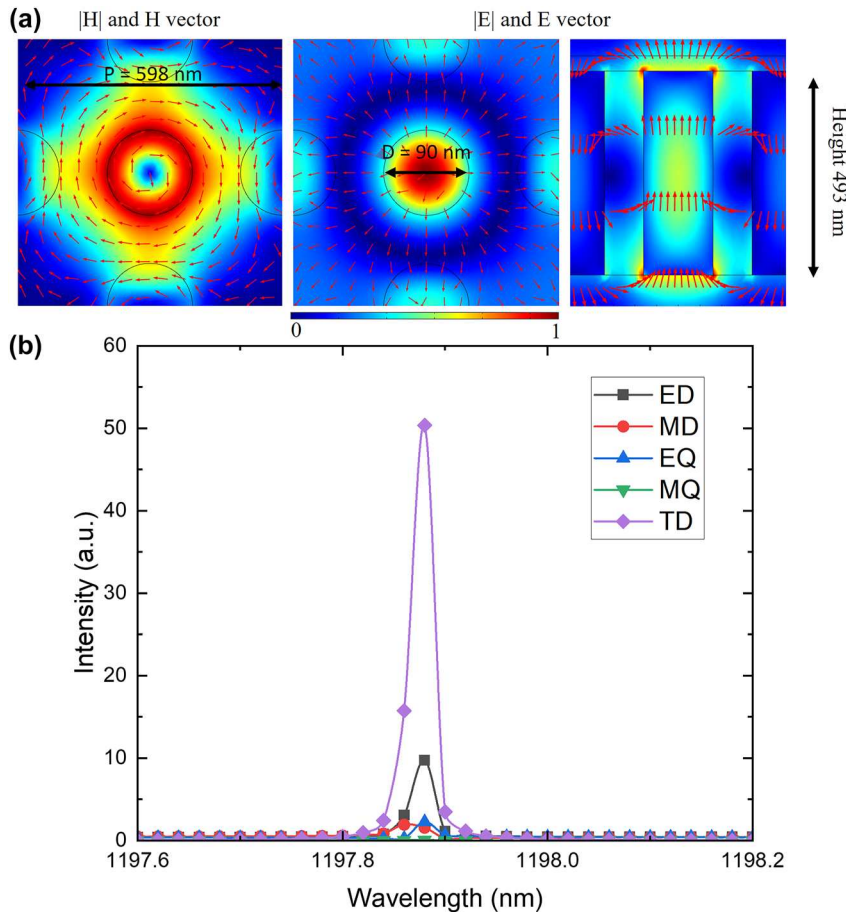 (a) |H| and H vector |E| and E vector
P = 598 nm
D = 90 nm
Height 493 nm
0 1
(b)
60
50
40
30
20
10
0
Intensity (a.u.)
ED
MD
EQ
MQ
TD
1197.6 1197.8 1198.0 1198.2
Wavelength (nm)